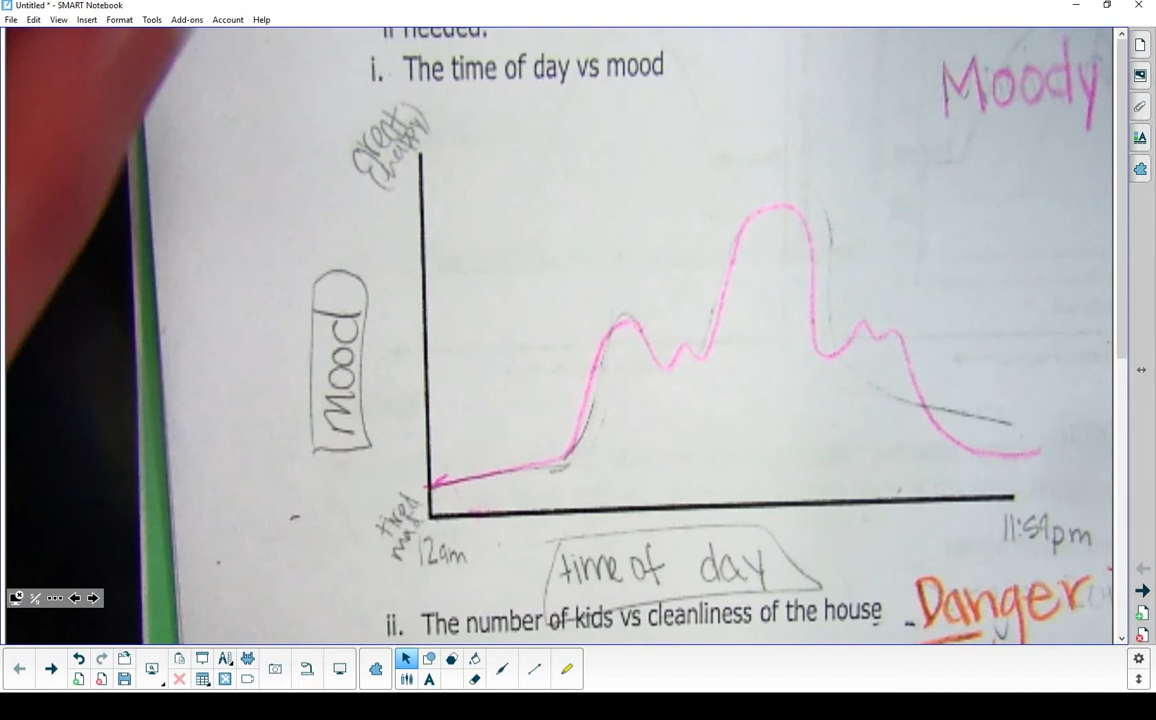 Untitled * - SMART Notebook
File Edit View Insert Format Tools Add-ons Account Help
if needed.
i. The time of day vs mood
Moody
Great
(happy)
Mood
tired
mad
12am
11:59pm
time of day
ii. The number of kids vs cleanliness of the house
Danger